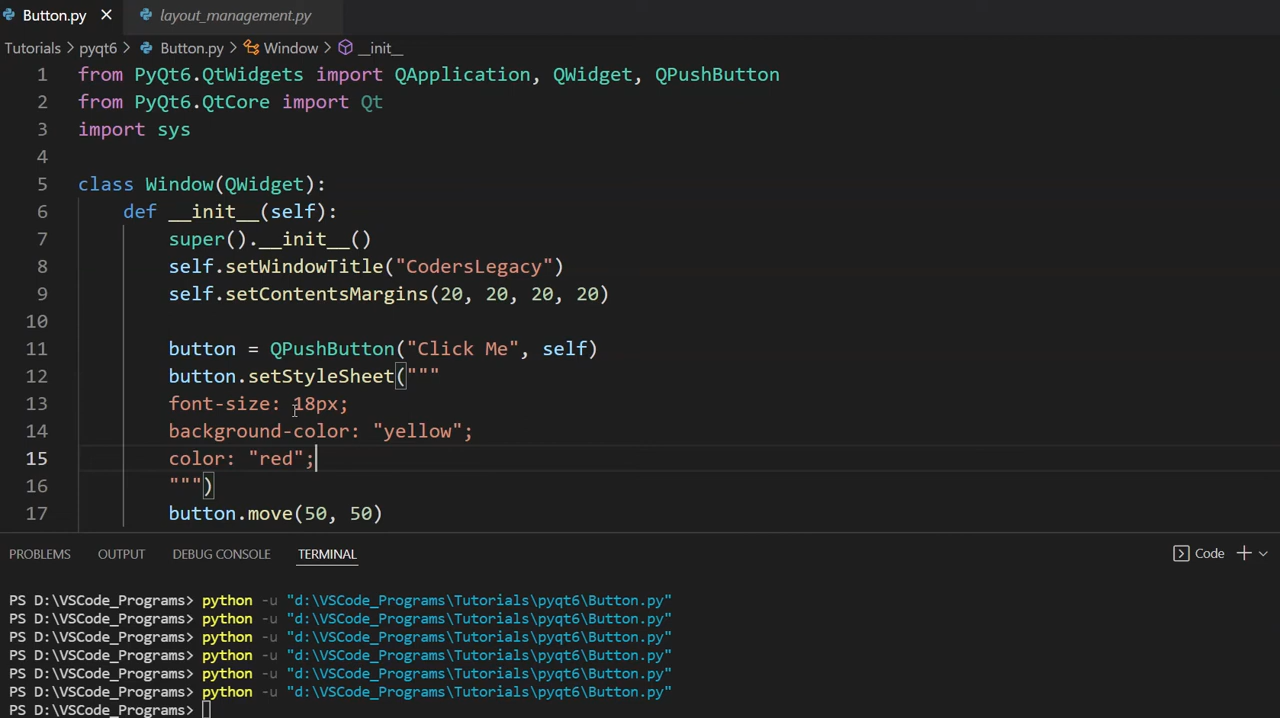 Button.py × layout_management.py
Tutorials > pyqt6 > Button.py > Window > __init__
1 from PyQt6.QtWidgets import QApplication, QWidget, QPushButton
2 from PyQt6.QtCore import Qt
3 import sys
4
5 class Window(QWidget):
6 def __init__(self):
7 super().__init__()
8 self.setWindowTitle("CodersLegacy")
9 self.setContentsMargins(20, 20, 20, 20)
10
11 button = QPushButton("Click Me", self)
12 button.setStyleSheet("""
13 font-size: 18px;
14 background-color: "yellow";
15 color: "red";
16 """)
17 button.move(50, 50)
PROBLEMS OUTPUT DEBUG CONSOLE TERMINAL Code
PS D:\VSCode_Programs> python -u "d:\VSCode_Programs\Tutorials\pyqt6\Button.py"
PS D:\VSCode_Programs> python -u "d:\VSCode_Programs\Tutorials\pyqt6\Button.py"
PS D:\VSCode_Programs> python -u "d:\VSCode_Programs\Tutorials\pyqt6\Button.py"
PS D:\VSCode_Programs> python -u "d:\VSCode_Programs\Tutorials\pyqt6\Button.py"
PS D:\VSCode_Programs> python -u "d:\VSCode_Programs\Tutorials\pyqt6\Button.py"
PS D:\VSCode_Programs> python -u "d:\VSCode_Programs\Tutorials\pyqt6\Button.py"
PS D:\VSCode_Programs>